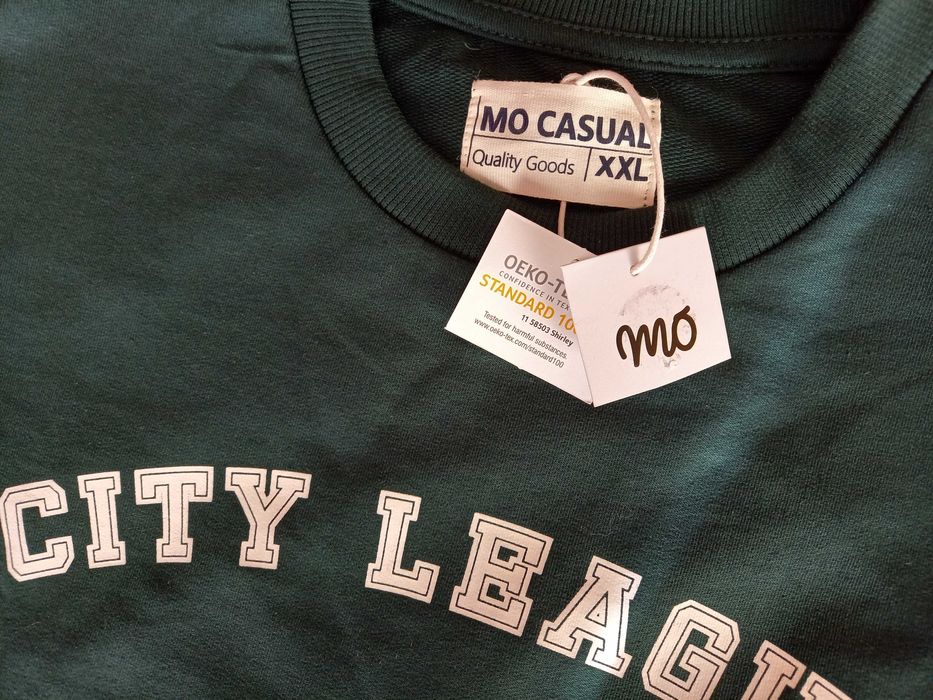 MO CASUAL
Quality Goods
XXL
OEKO-TE
CONFIDENCE IN TEX
STANDARD 100
11 58503 Shirley
Tested for harmful substances.
www.oeko-tex.com/standard100
mo
CITY LEAGU